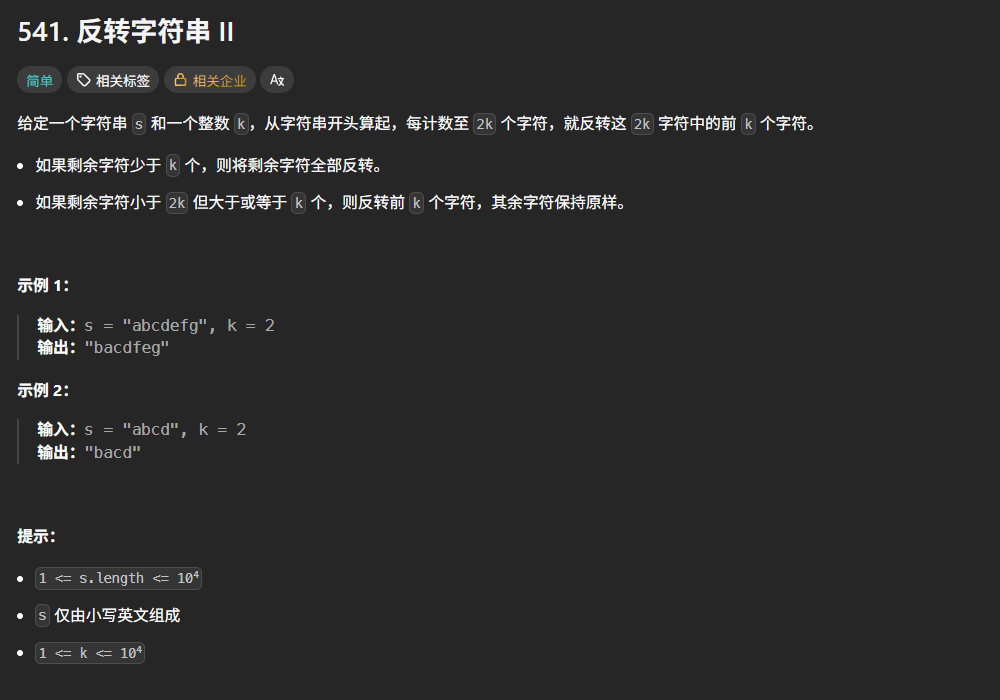 541. 反转字符串 II
简单 相关标签 相关企业 Aあ
给定一个字符串 s 和一个整数 k，从字符串开头算起，每计数至 2k 个字符，就反转这 2k 字符中的前 k 个字符。
• 如果剩余字符少于 k 个，则将剩余字符全部反转。
• 如果剩余字符小于 2k 但大于或等于 k 个，则反转前 k 个字符，其余字符保持原样。
示例 1：
输入：s = "abcdefg", k = 2
输出："bacdfeg"
示例 2：
输入：s = "abcd", k = 2
输出："bacd"
提示：
• 1 <= s.length <= 10⁴
• s 仅由小写英文组成
• 1 <= k <= 10⁴